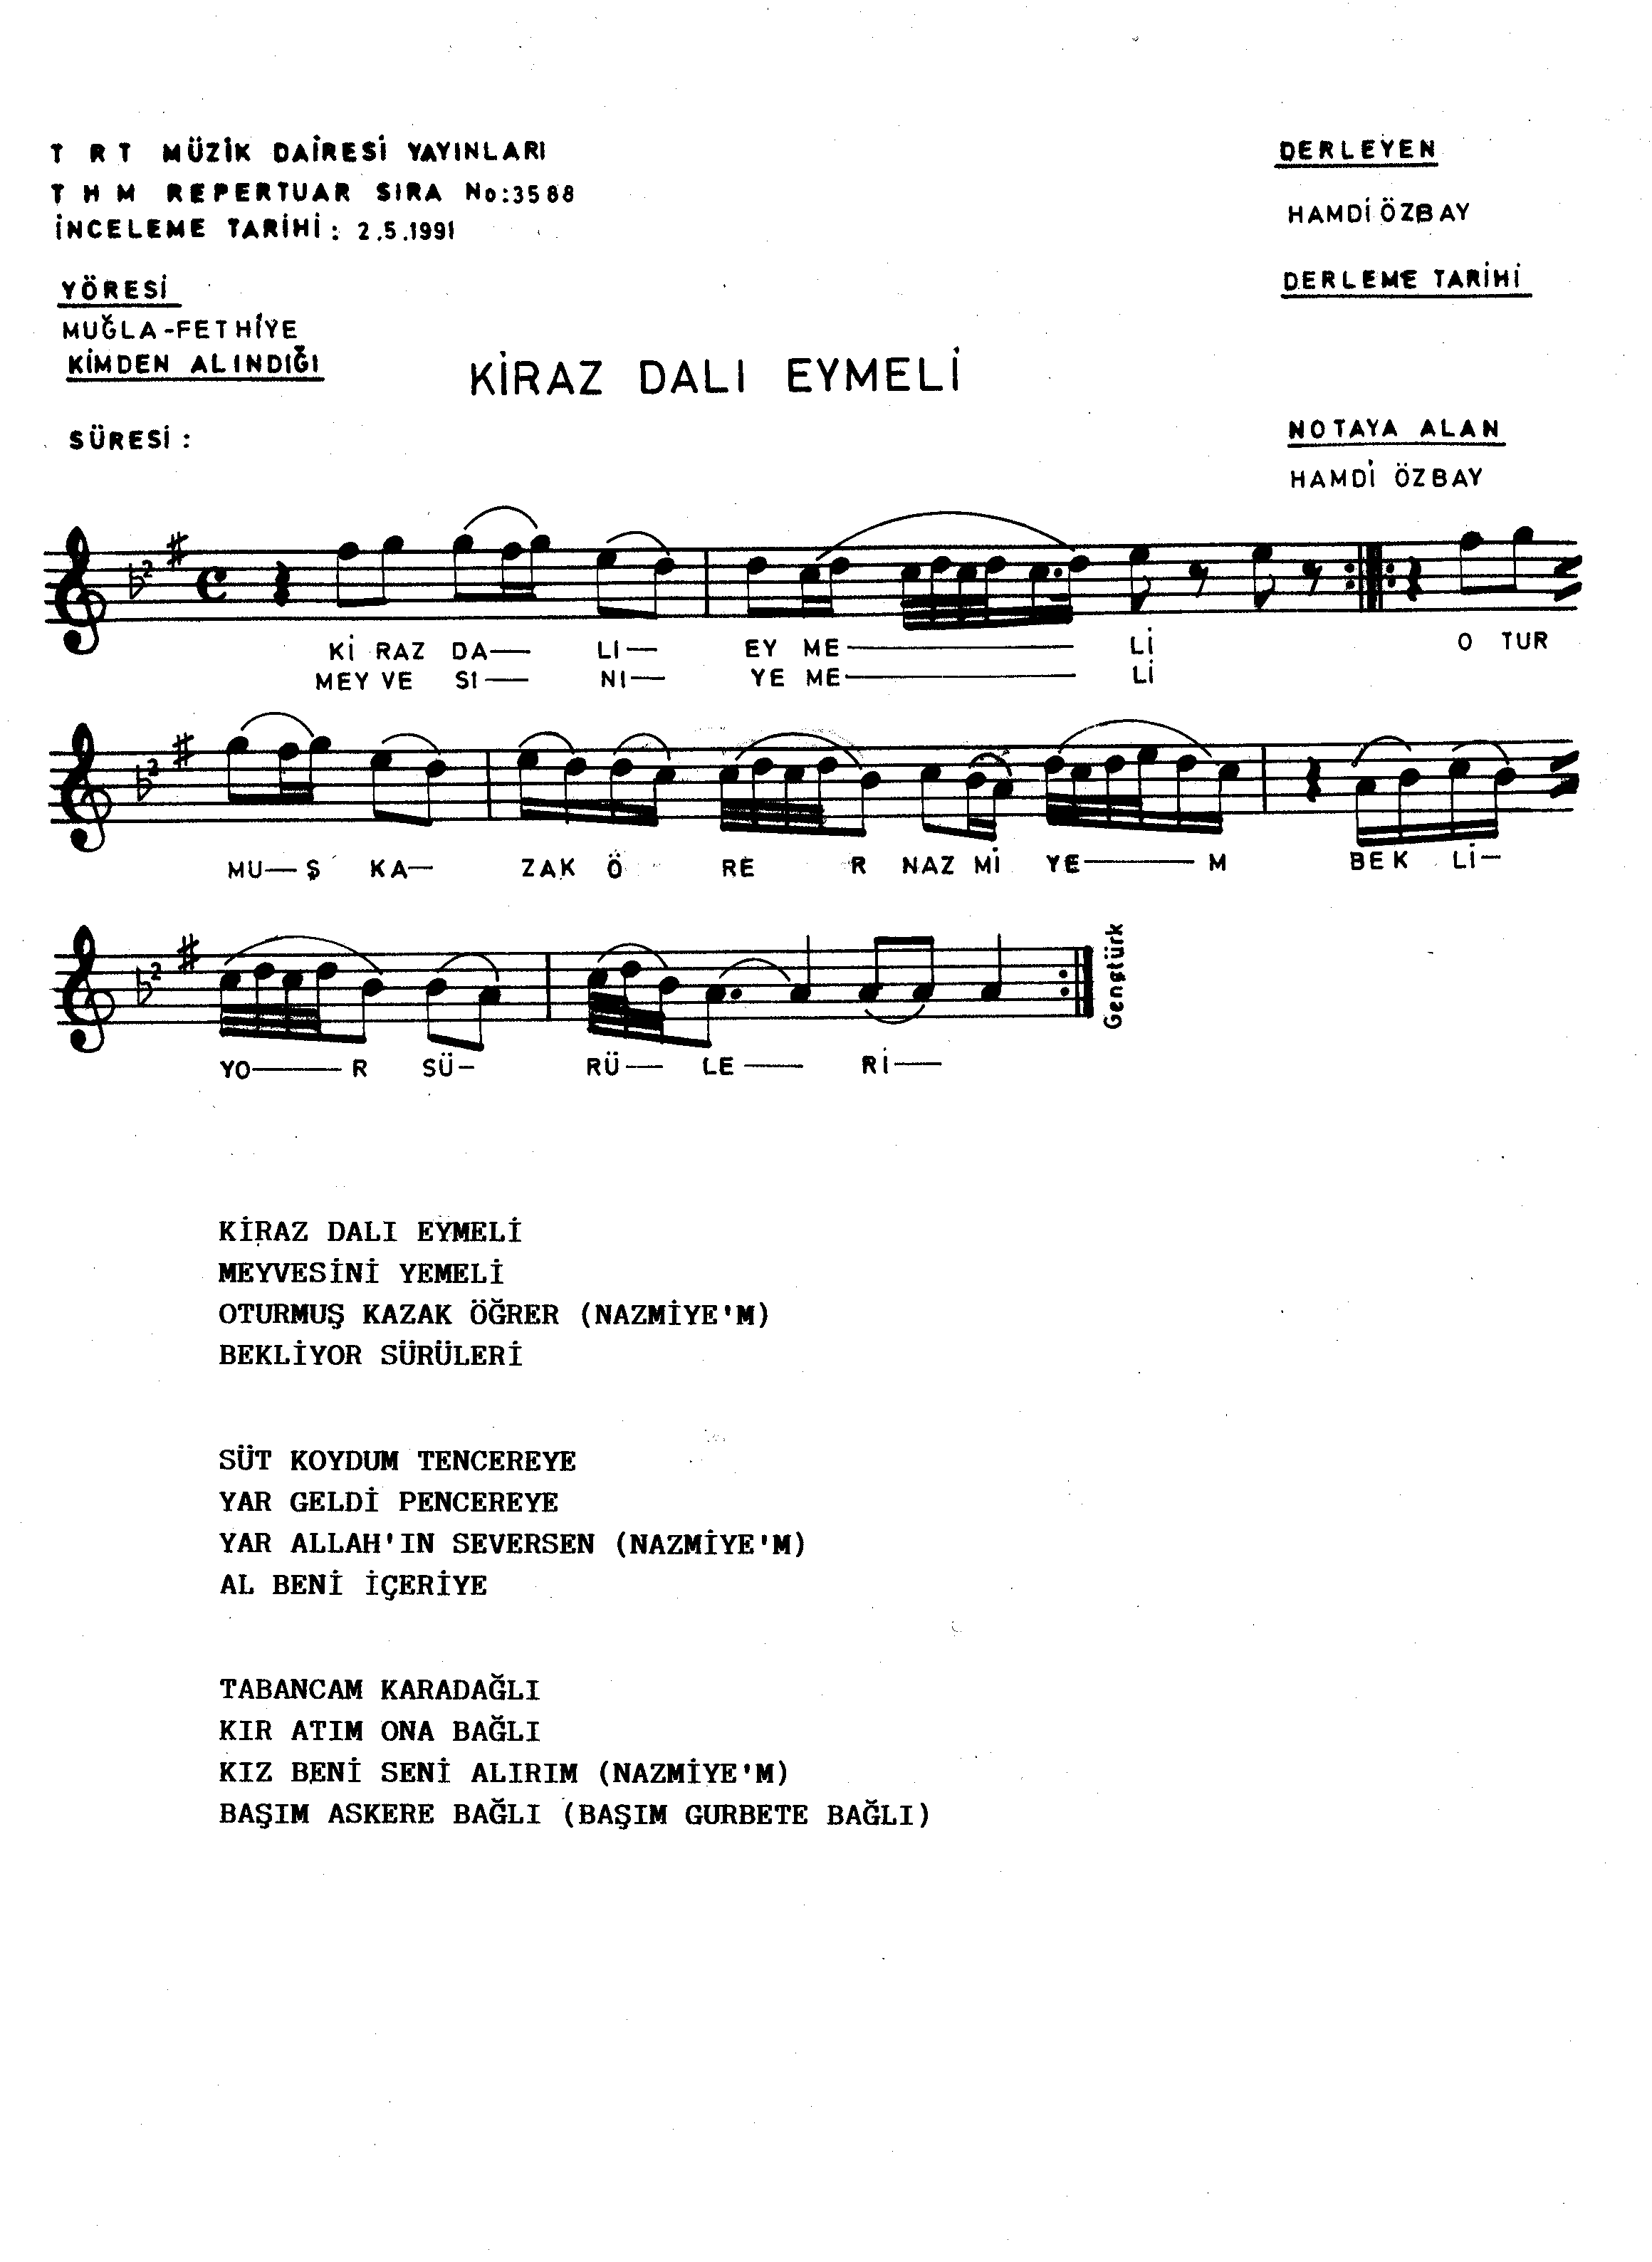 T R T MÜZİK DAİRESİ YAYINLARI
T H M REPERTUAR SIRA No:3588
İNCELEME TARİHİ: 2.5.1991
YÖRESİ
MUĞLA-FETHİYE
KİMDEN ALINDIĞI
SÜRESİ :
DERLEYEN
HAMDİ ÖZBAY
DERLEME TARİHİ
NOTAYA ALAN
HAMDİ ÖZBAY
KİRAZ DALI EYMELİ
Kİ RAZ DA— LI— EY ME— Lİ O TUR
MEY VE SI— NI— YE ME— Lİ
MU—Ş KA— ZAK Ö RE R NAZ Mİ YE— M BEK Lİ—
YO— R SÜ— RÜ— LE— Rİ—
Gençtürk
KİRAZ DALI EYMELİ
MEYVESİNİ YEMELİ
OTURMUŞ KAZAK ÖĞRER (NAZMİYE'M)
BEKLİYOR SÜRÜLERİ
SÜT KOYDUM TENCEREYE
YAR GELDİ PENCEREYE
YAR ALLAH'IN SEVERSEN (NAZMİYE'M)
AL BENİ İÇERİYE
TABANCAM KARADAĞLI
KIR ATIM ONA BAĞLI
KIZ BENİ SENİ ALIRIM (NAZMİYE'M)
BAŞIM ASKERE BAĞLI (BAŞIM GURBETE BAĞLI)